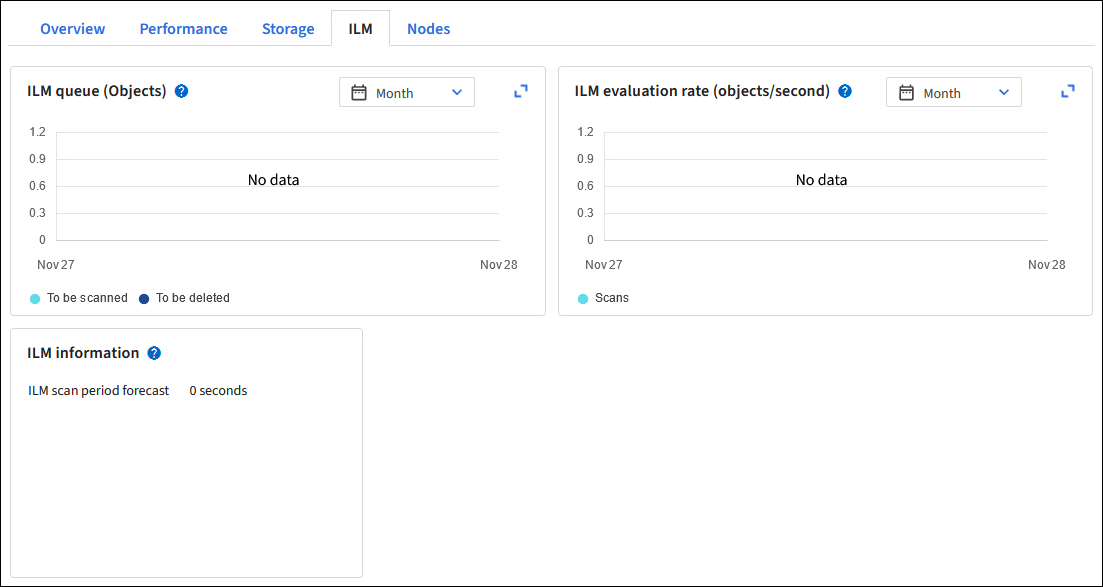 Overview Performance Storage ILM Nodes
ILM queue (Objects) ? Month
1.2
0.9
No data
0.6
0.3
0
Nov 27 Nov 28
To be scanned To be deleted
ILM evaluation rate (objects/second) ? Month
1.2
0.9
No data
0.6
0.3
0
Nov 27 Nov 28
Scans
ILM information ?
ILM scan period forecast 0 seconds